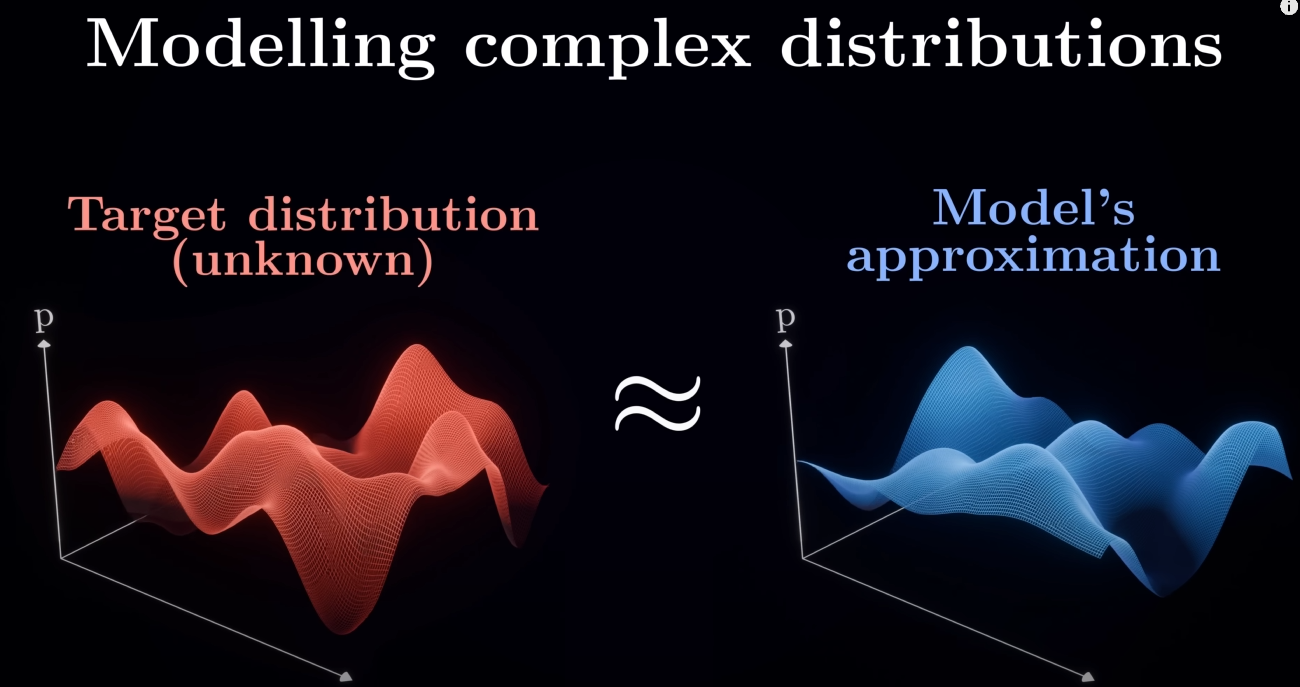 Modelling complex distributions
Target distribution
(unknown)
Model's
approximation
p
≈
p
i